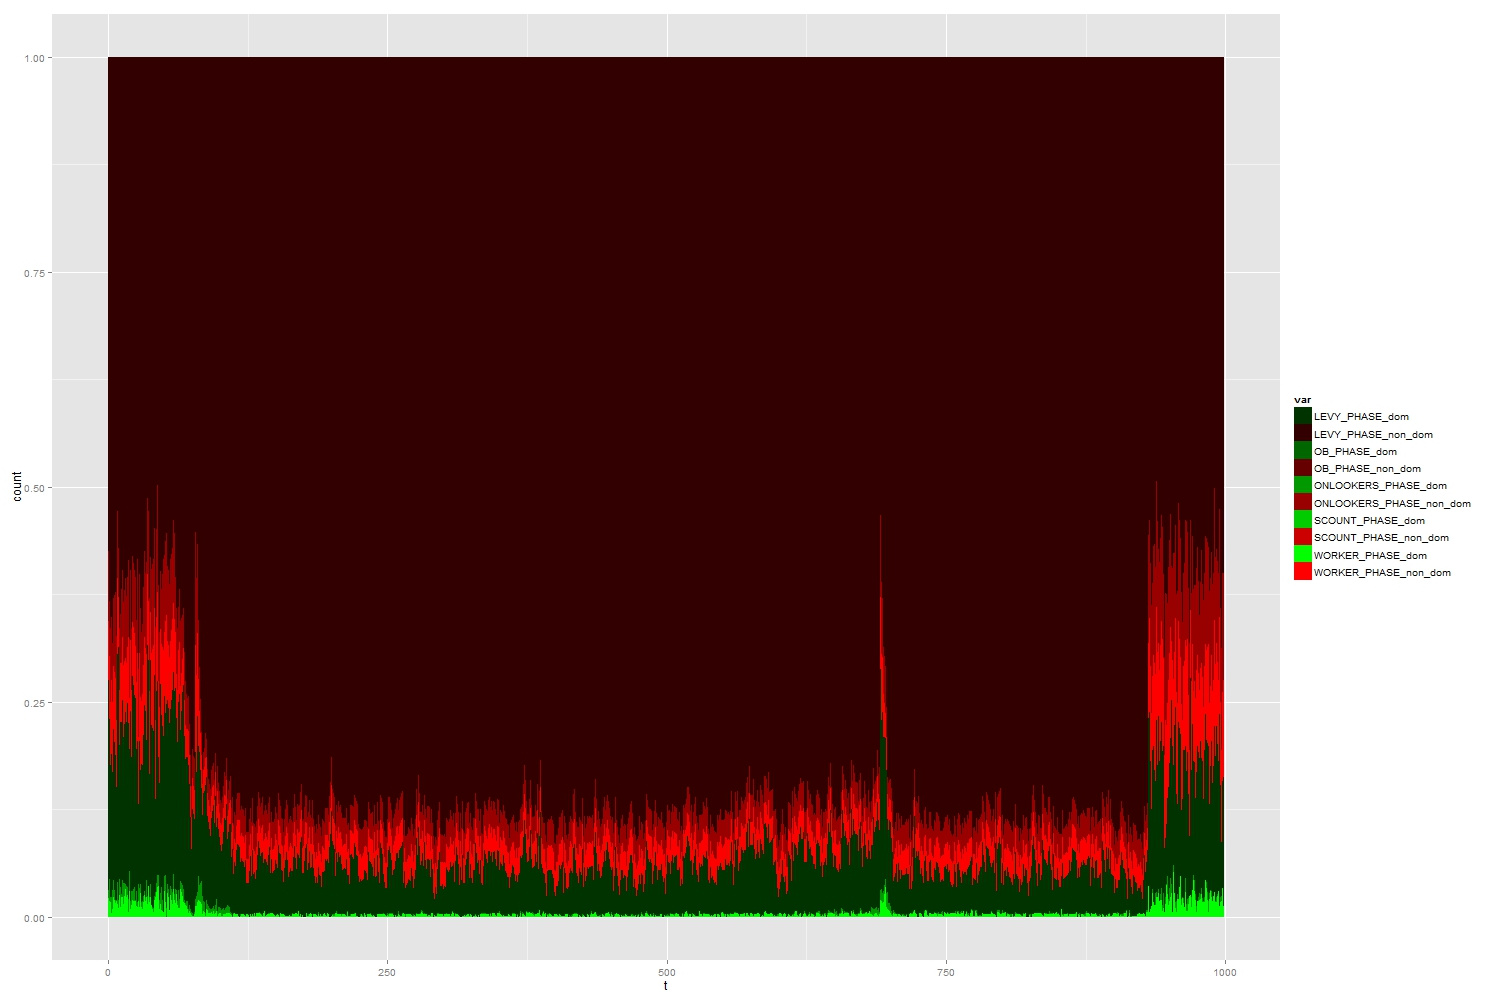 1.00
0.75
0.50
0.25
0.00
count
0
250
500
750
1000
t
var
LEVY_PHASE_dom
LEVY_PHASE_non_dom
OB_PHASE_dom
OB_PHASE_non_dom
ONLOOKERS_PHASE_dom
ONLOOKERS_PHASE_non_dom
SCOUNT_PHASE_dom
SCOUNT_PHASE_non_dom
WORKER_PHASE_dom
WORKER_PHASE_non_dom